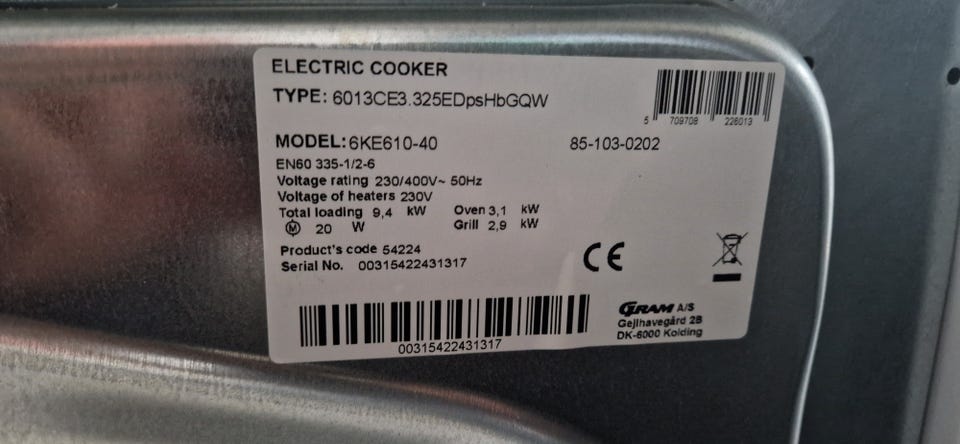 ELECTRIC COOKER
TYPE: 6013CE3.325EDpsHbGQW
5 709708 226013
MODEL: 6KE610-40 85-103-0202
EN60 335-1/2-6
Voltage rating 230/400V~ 50Hz
Voltage of heaters 230V
Total loading 9,4 kW Oven 3,1 kW
M 20 W Grill 2,9 kW
Product's code 54224
Serial No. 00315422431317
CE
00315422431317
GRAM A/S
Gejlhavegård 2B
DK-6000 Kolding